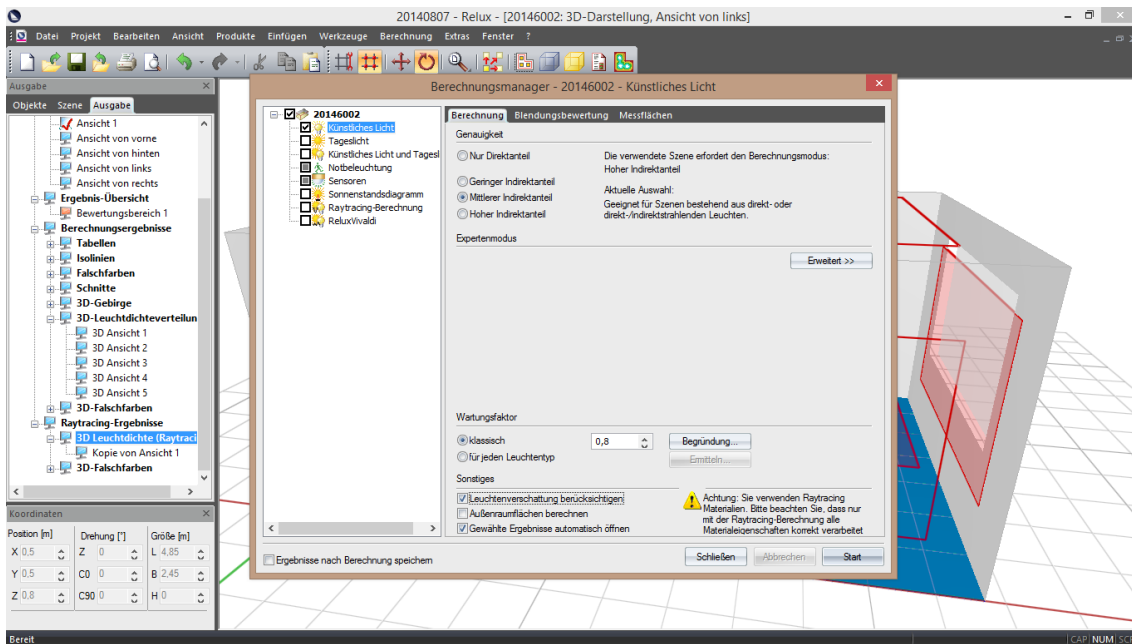 20140807 - Relux - [20146002: 3D-Darstellung, Ansicht von links]
Datei Projekt Bearbeiten Ansicht Produkte Einfügen Werkzeuge Berechnung Extras Fenster ?
Ausgabe
Objekte Szene Ausgabe
Ansicht 1
Ansicht von vorne
Ansicht von hinten
Ansicht von links
Ansicht von rechts
Ergebnis-Übersicht
Bewertungsbereich 1
Berechnungsergebnisse
Tabellen
Isolinien
Falschfarben
Schnitte
3D-Gebirge
3D-Leuchtdichteverteilun
3D Ansicht 1
3D Ansicht 2
3D Ansicht 3
3D Ansicht 4
3D Ansicht 5
3D-Falschfarben
Raytracing-Ergebnisse
3D Leuchtdichte (Raytraci
Kopie von Ansicht 1
3D-Falschfarben
Koordinaten
Position [m] Drehung [°] Größe [m]
X 0,5 Z 0 L 4,85
Y 0,5 C0 0 B 2,45
Z 0,8 C90 0 H 0
Bereit
CAP NUM SC
Berechnungsmanager - 20146002 - Künstliches Licht
20146002
Künstliches Licht
Tageslicht
Künstliches Licht und Tagesl
Notbeleuchtung
Sensoren
Sonnenstandsdiagramm
Raytracing-Berechnung
ReluxVivaldi
Berechnung Blendungsbewertung Messflächen
Genauigkeit
Nur Direktanteil
Geringer Indirektanteil
Mittlerer Indirektanteil
Hoher Indirektanteil
Die verwendete Szene erfordert den Berechnungsmodus:
Hoher Indirektanteil
Aktuelle Auswahl:
Geeignet für Szenen bestehend aus direkt- oder
direkt-/indirektstrahlenden Leuchten.
Expertenmodus
Erweitert >>
Wartungsfaktor
klassisch 0,8 Begründung...
für jeden Leuchtentyp Ermitteln...
Sonstiges
Leuchtenverschattung berücksichtigen
Außenraumflächen berechnen
Gewählte Ergebnisse automatisch öffnen
Achtung: Sie verwenden Raytracing
Materialien. Bitte beachten Sie, dass nur
mit der Raytracing-Berechnung alle
Materialeigenschaften korrekt verarbeitet
Ergebnisse nach Berechnung speichern
Schließen Abbrechen Start